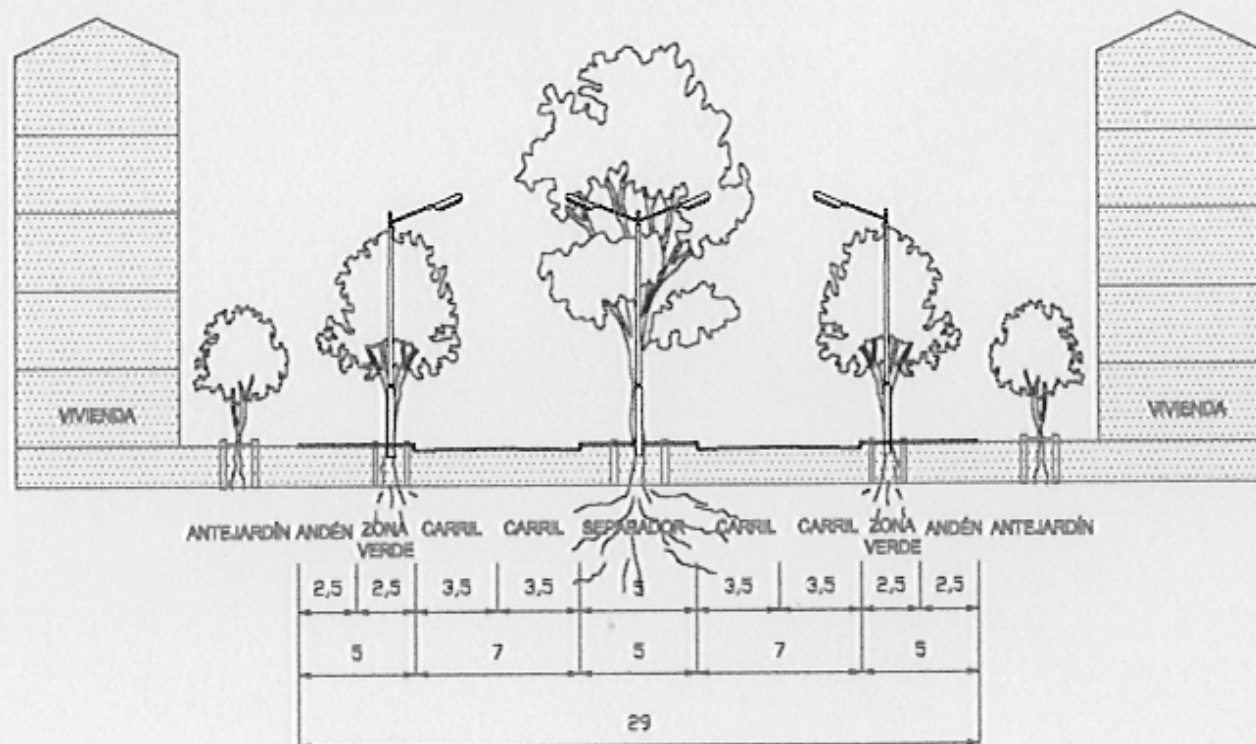 VIVIENDA
VIVIENDA
ANTEJARDÍN ANDÉN ZONA VERDE CARRIL CARRIL SEPARADOR CARRIL CARRIL ZONA VERDE ANDÉN ANTEJARDÍN
2,5 2,5 3,5 3,5 5 3,5 3,5 2,5 2,5
5 7 5 7 5
29